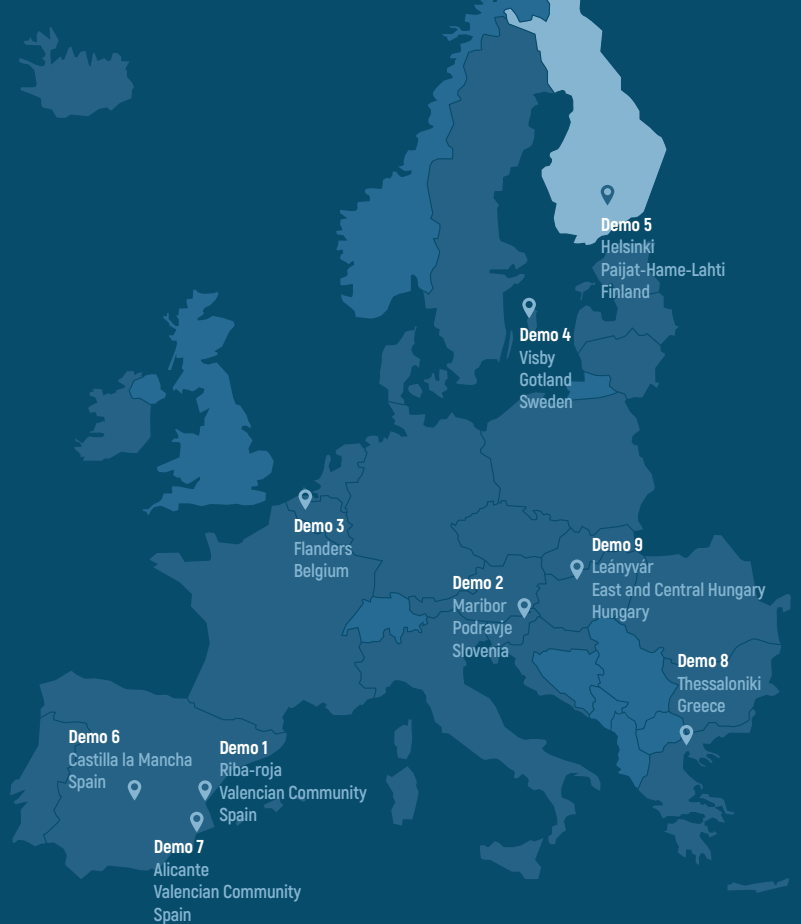 Demo 5
Helsinki
Paijat-Hame-Lahti
Finland
Demo 4
Visby
Gotland
Sweden
Demo 3
Flanders
Belgium
Demo 9
Leányvár
East and Central Hungary
Hungary
Demo 2
Maribor
Podravje
Slovenia
Demo 8
Thessaloniki
Greece
Demo 6
Castilla la Mancha
Spain
Demo 1
Riba-roja
Valencian Community
Spain
Demo 7
Alicante
Valencian Community
Spain